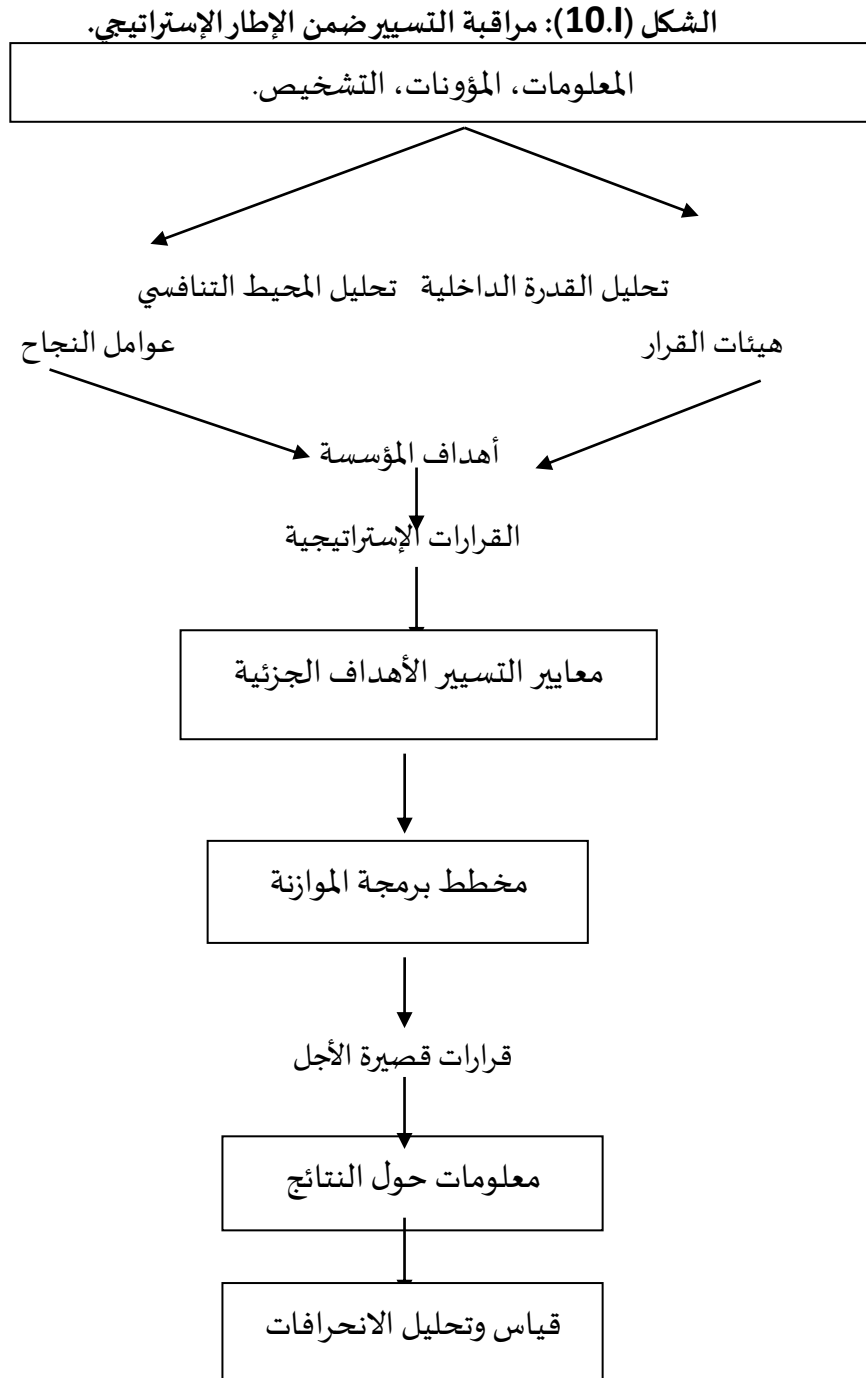 الشكل (10.I): مراقبة التسيير ضمن الإطار الإستراتيجي.
المعلومات، المؤونات، التشخيص.
تحليل القدرة الداخلية تحليل المحيط التنافسي
هيئات القرار
عوامل النجاح
أهداف المؤسسة
القرارات الإستراتيجية
معايير التسيير الأهداف الجزئية
مخطط برمجة الموازنة
قرارات قصيرة الأجل
معلومات حول النتائج
قياس وتحليل الانحرافات